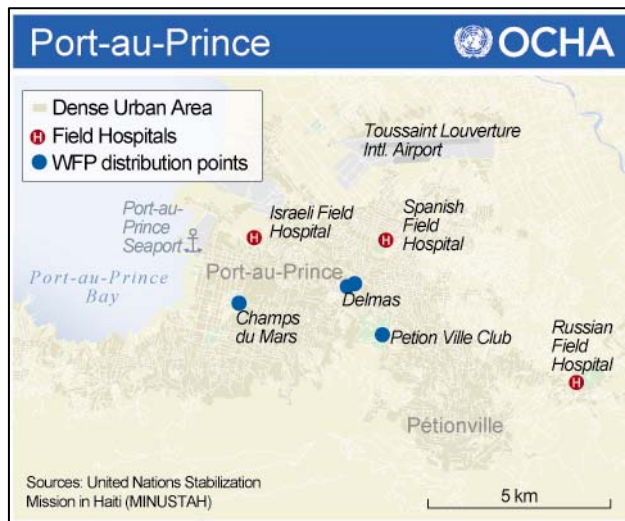 Port-au-Prince
OCHA
Dense Urban Area
H Field Hospitals
WFP distribution points
Toussaint Louverture
Intl. Airport
Port-au-
Prince
Seaport
Israeli Field
Hospital
H
Spanish
Field
Hospital
H
Port-au-Prince
Port-au-Prince
Bay
Delmas
Champs
du Mars
Petion Ville Club
Russian
Field
Hospital
H
Pétionville
Sources: United Nations Stabilization
Mission in Haiti (MINUSTAH)
5 km